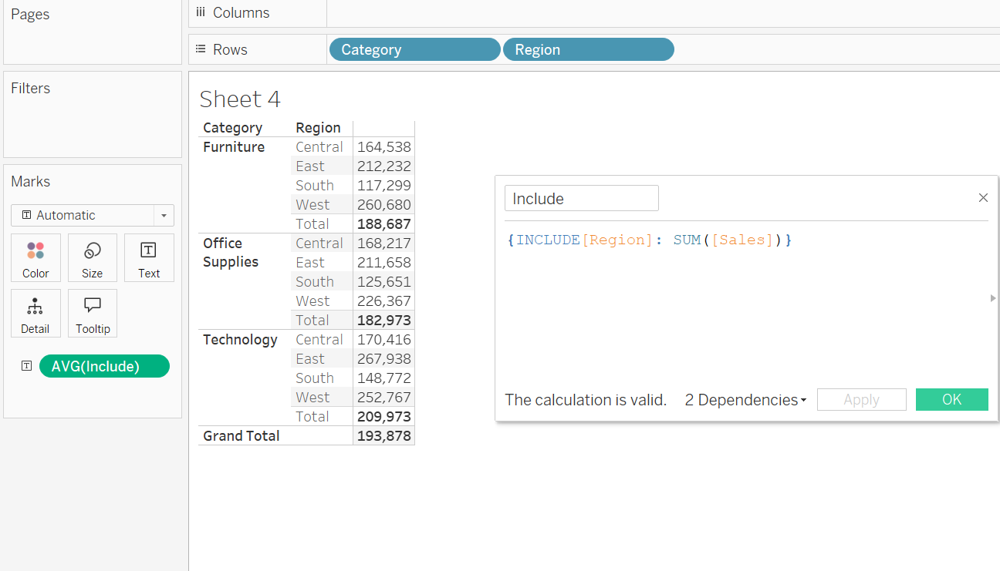 Pages
Columns
Rows
Category
Region
Filters
Marks
Automatic
Color
Size
Text
Detail
Tooltip
AVG(Include)
Sheet 4
Category Region
Furniture Central 164,538
East 212,232
South 117,299
West 260,680
Total 188,687
Office Central 168,217
Supplies East 211,658
South 125,651
West 226,367
Total 182,973
Technology Central 170,416
East 267,938
South 148,772
West 252,767
Total 209,973
Grand Total 193,878
Include
{INCLUDE[Region]: SUM([Sales])}
The calculation is valid. 2 Dependencies Apply OK